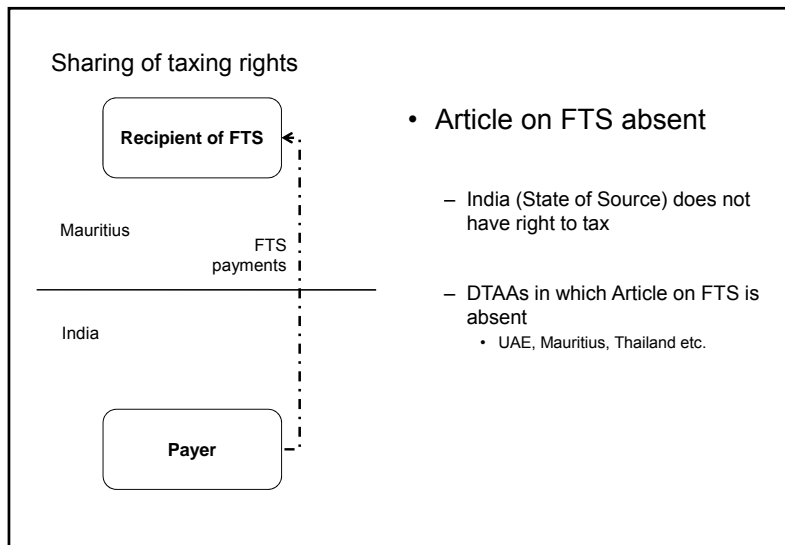 Sharing of taxing rights
Recipient of FTS
Mauritius
FTS
payments
India
Payer
• Article on FTS absent
– India (State of Source) does not
have right to tax
– DTAAs in which Article on FTS is
absent
• UAE, Mauritius, Thailand etc.